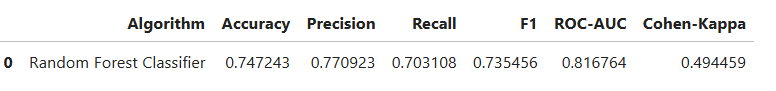 Algorithm Accuracy Precision Recall F1 ROC-AUC Cohen-Kappa
0 Random Forest Classifier 0.747243 0.770923 0.703108 0.735456 0.816764 0.494459